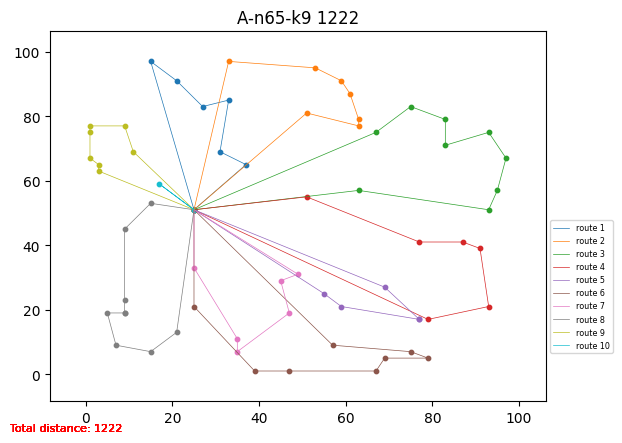 A-n65-k9 1222
100
80
60
40
20
0
0 20 40 60 80 100
route 1
route 2
route 3
route 4
route 5
route 6
route 7
route 8
route 9
route 10
Total distance: 1222